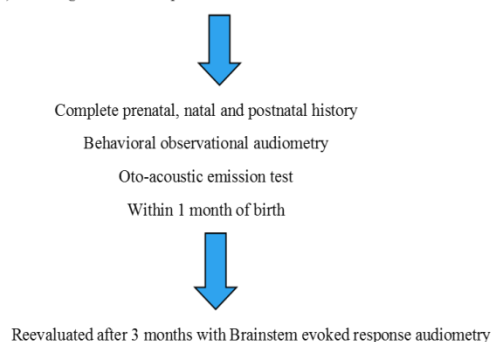 Complete prenatal, natal and postnatal history
Behavioral observational audiometry
Oto-acoustic emission test
Within 1 month of birth
Reevaluated after 3 months with Brainstem evoked response audiometry